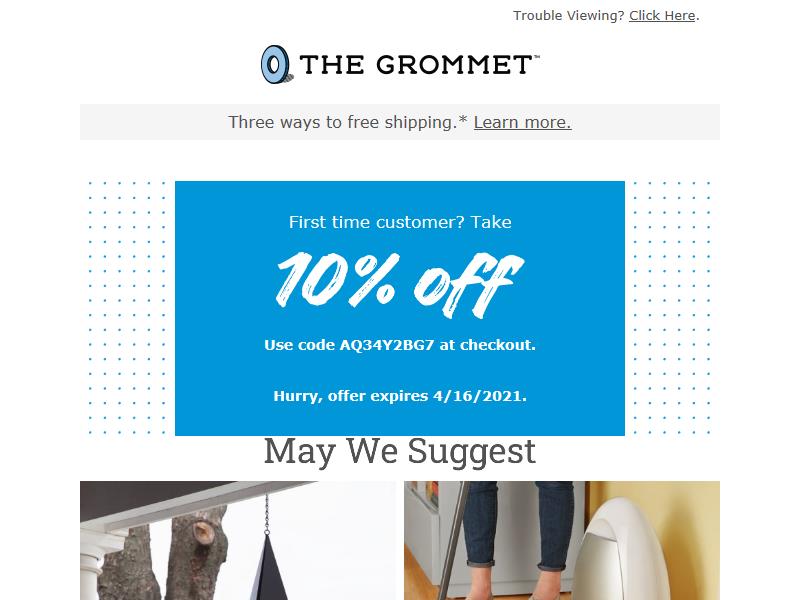 Trouble Viewing? Click Here.
THE GROMMET™
Three ways to free shipping.* Learn more.
First time customer? Take
10% off
Use code AQ34Y2BG7 at checkout.
Hurry, offer expires 4/16/2021.
May We Suggest